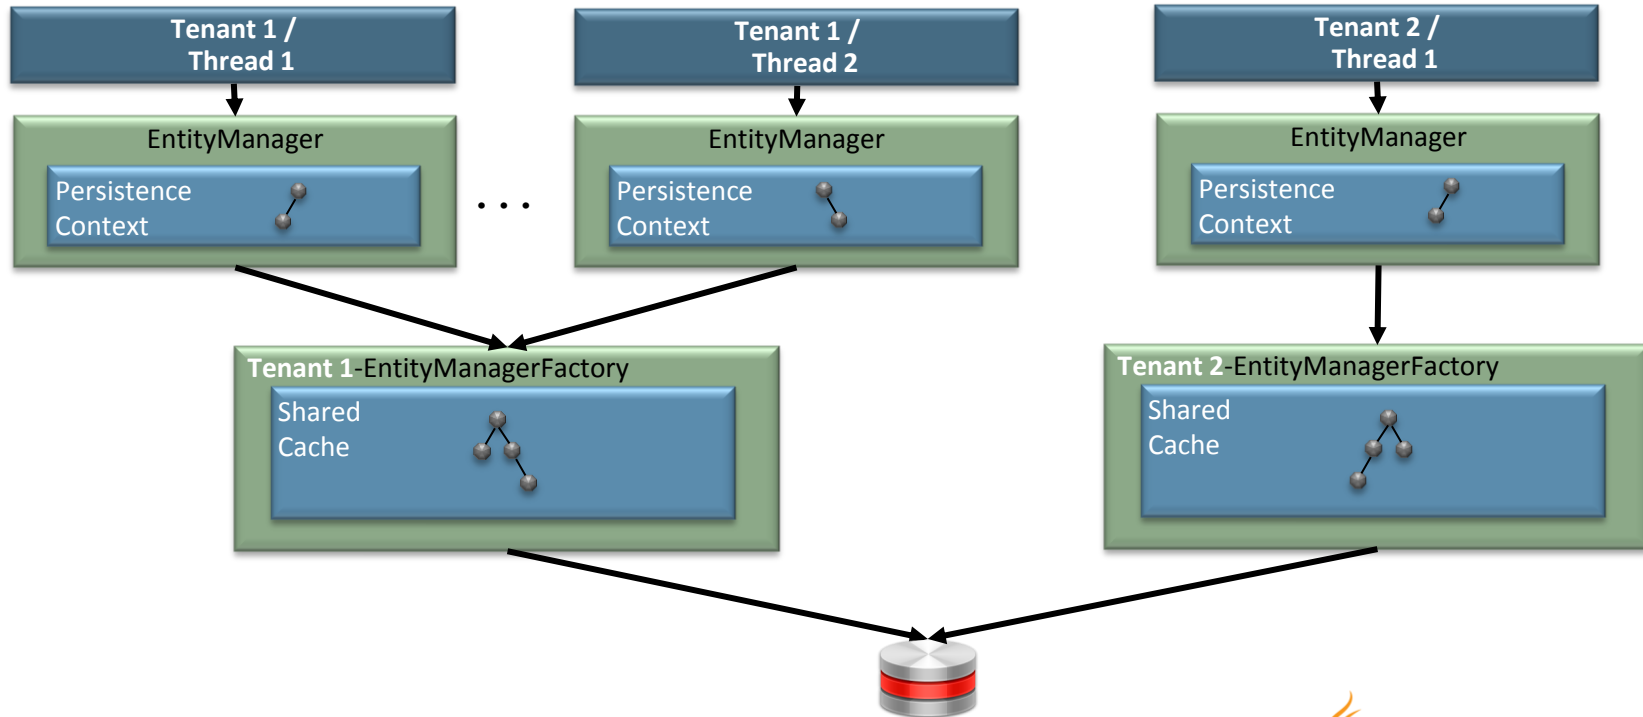 Tenant 1 /
Thread 1
Tenant 1 /
Thread 2
Tenant 2 /
Thread 1
EntityManager
Persistence
Context
. . .
EntityManager
Persistence
Context
EntityManager
Persistence
Context
Tenant 1-EntityManagerFactory
Shared
Cache
Tenant 2-EntityManagerFactory
Shared
Cache